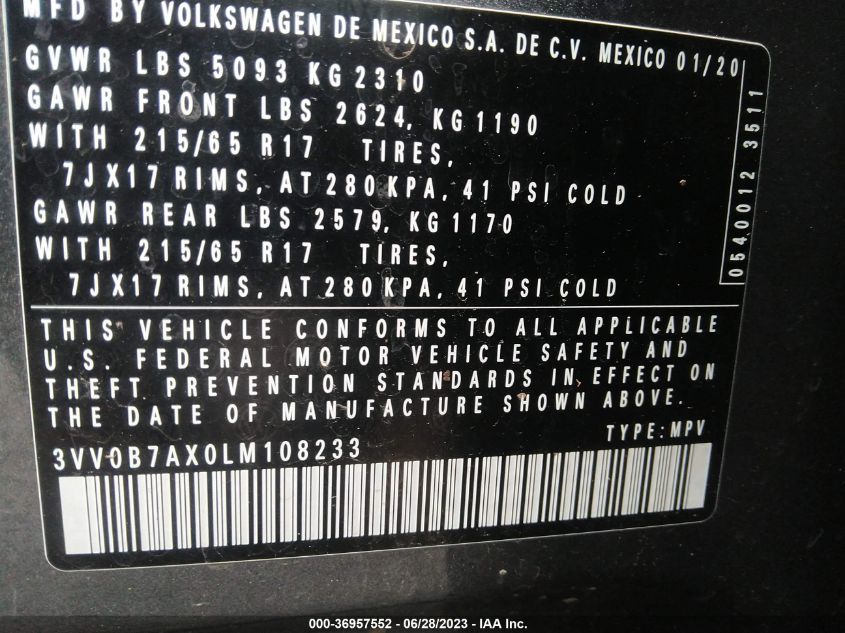 MFD BY VOLKSWAGEN DE MEXICO S.A. DE C.V. MEXICO 01/20
GVWR LBS 5093 KG 2310
GAWR FRONT LBS 2624, KG 1190
WITH 215/65 R17 TIRES,
7JX17 RIMS, AT 280 KPA, 41 PSI COLD
GAWR REAR LBS 2579, KG 1170
WITH 215/65 R17 TIRES,
7JX17 RIMS, AT 280 KPA, 41 PSI COLD
0540012 3511
THIS VEHICLE CONFORMS TO ALL APPLICABLE
U.S. FEDERAL MOTOR VEHICLE SAFETY AND
THEFT PREVENTION STANDARDS IN EFFECT ON
THE DATE OF MANUFACTURE SHOWN ABOVE.
TYPE: MPV
3VV0B7AX0LM108233
000-36957552 / 06/28/2023 - IAA Inc.